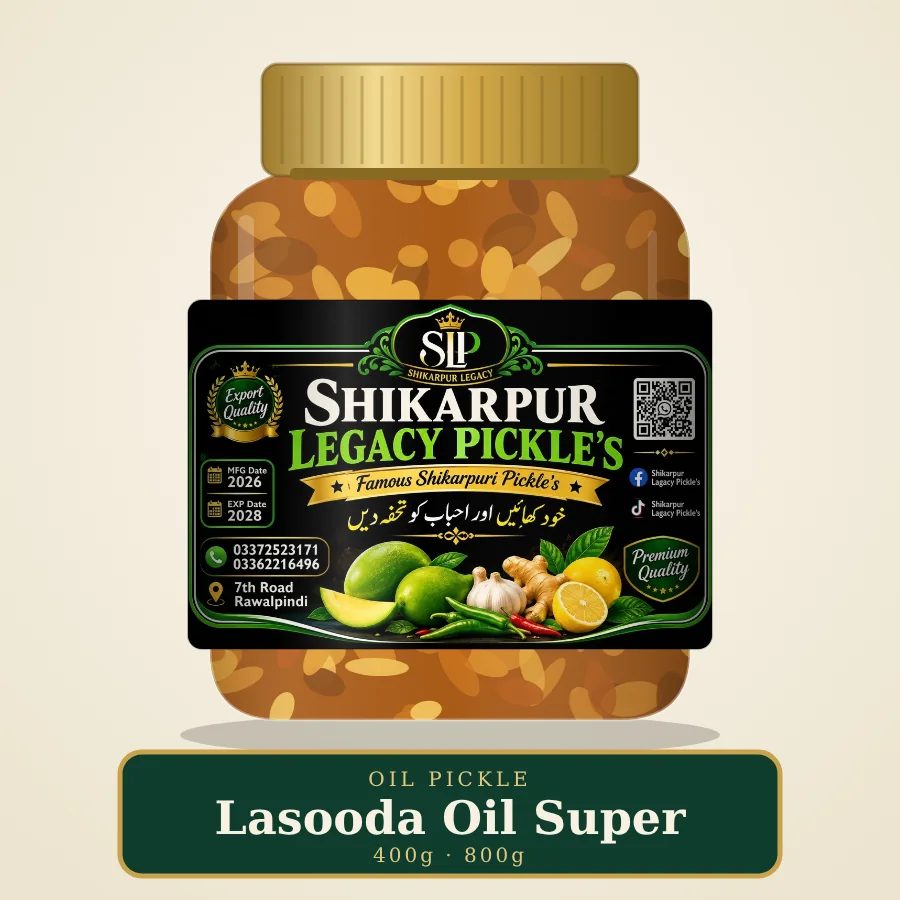 SLP
SHIKARPUR LEGACY
SHIKARPUR
LEGACY PICKLE'S
Famous Shikarpuri Pickle's
خود کھائیں اور احباب کو تحفہ دیں
Export
Quality
MFG Date
2026
EXP Date
2028
03372523171
03362216496
7th Road
Rawalpindi
Shikarpur
Legacy Pickle's
Shikarpur
Legacy Pickle's
Premium
Quality
OIL PICKLE
Lasooda Oil Super
400g · 800g